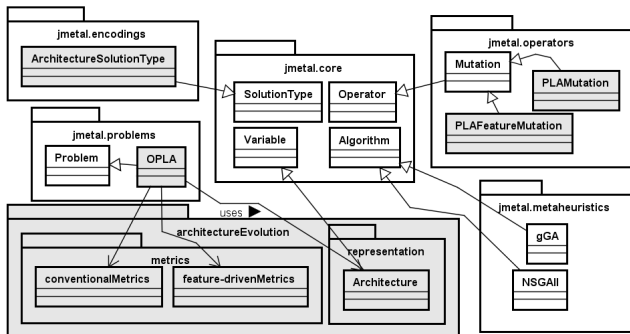 jmetal.encodings
ArchitectureSolutionType
jmetal.core
SolutionType
Operator
Variable
Algorithm
jmetal.operators
Mutation
PLAMutation
PLAFeatureMutation
jmetal.problems
Problem
OPLA
uses ▶
architectureEvolution
metrics
conventionalMetrics
feature-drivenMetrics
representation
Architecture
jmetal.metaheuristics
gGA
NSGAII